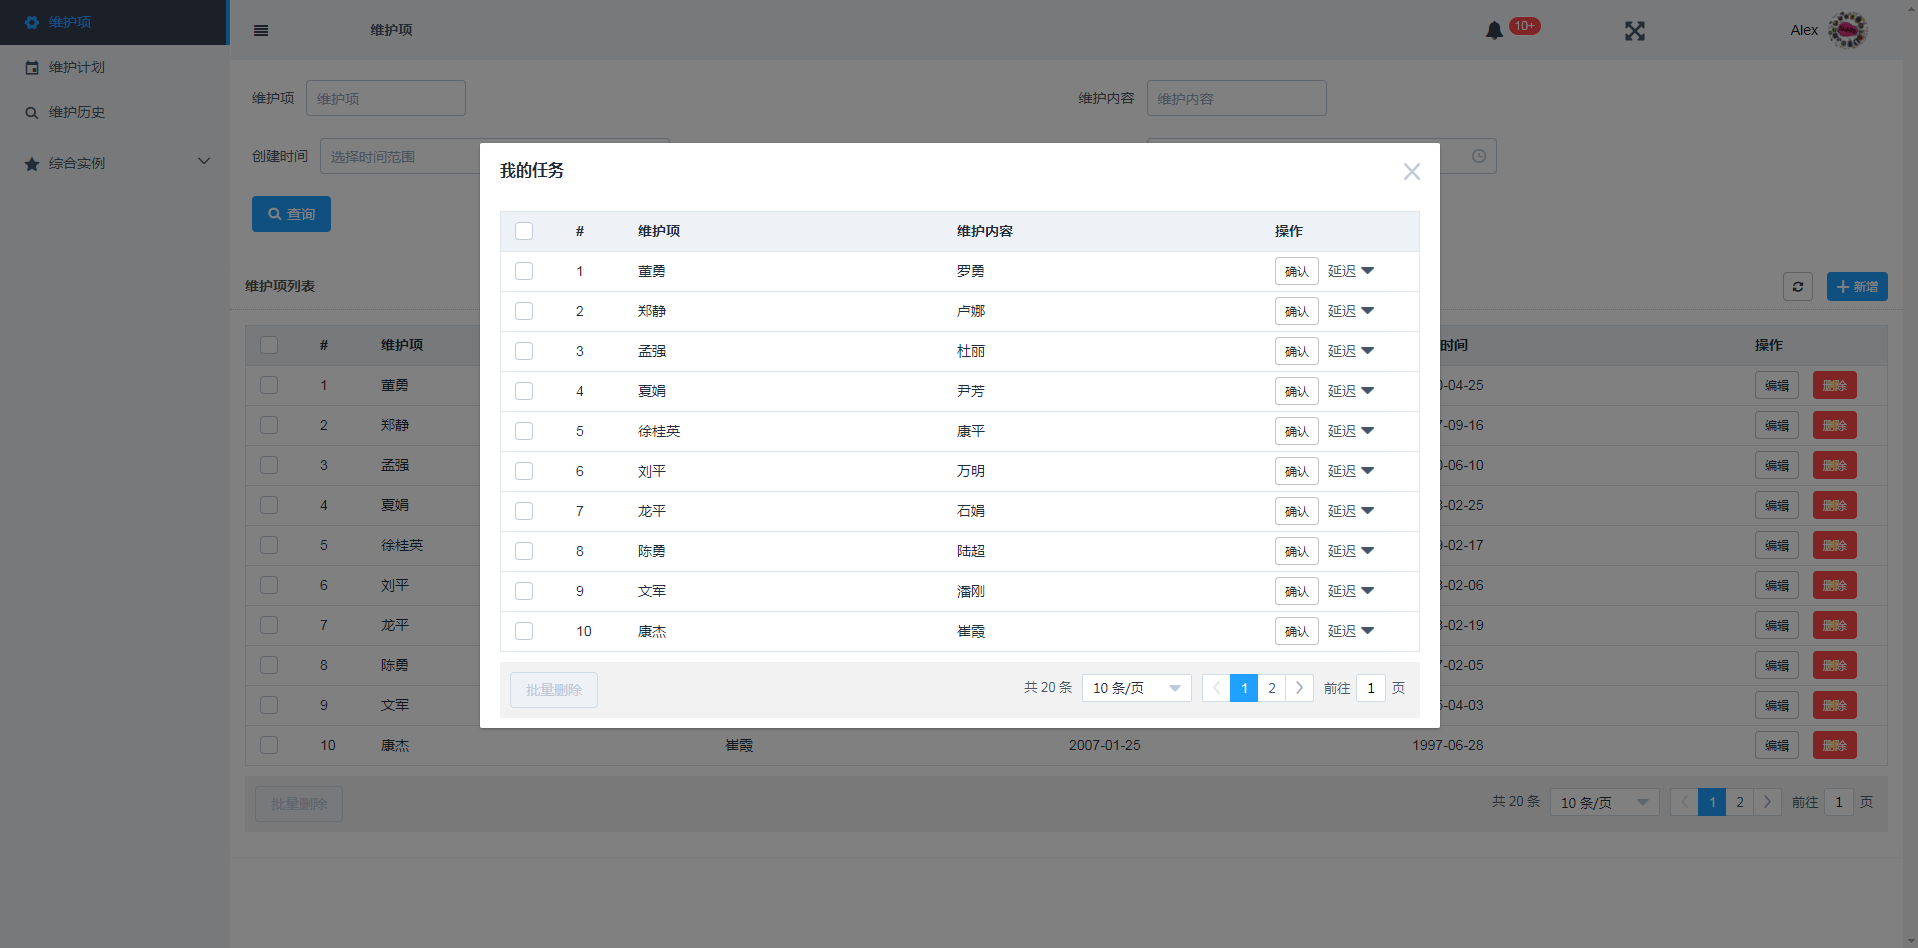 维护项
维护计划
维护历史
综合实例
维护项
10+
Alex
维护项 维护项
维护内容 维护内容
创建时间 选择时间范围
查询
维护项列表
新增
# 维护项 时间 操作
1 董勇 -04-25 编辑 删除
2 郑静 -09-16 编辑 删除
3 孟强 -06-10 编辑 删除
4 夏娟 -02-25 编辑 删除
5 徐桂英 -02-17 编辑 删除
6 刘平 -02-06 编辑 删除
7 龙平 -02-19 编辑 删除
8 陈勇 -02-05 编辑 删除
9 文军 -04-03 编辑 删除
10 康杰 崔霞 2007-01-25 1997-06-28 编辑 删除
批量删除 共 20 条 10 条/页 1 2 前往 1 页
我的任务
# 维护项 维护内容 操作
1 董勇 罗勇 确认 延迟
2 郑静 卢娜 确认 延迟
3 孟强 杜丽 确认 延迟
4 夏娟 尹芳 确认 延迟
5 徐桂英 康平 确认 延迟
6 刘平 万明 确认 延迟
7 龙平 石娟 确认 延迟
8 陈勇 陆超 确认 延迟
9 文军 潘刚 确认 延迟
10 康杰 崔霞 确认 延迟
批量删除 共 20 条 10 条/页 1 2 前往 1 页